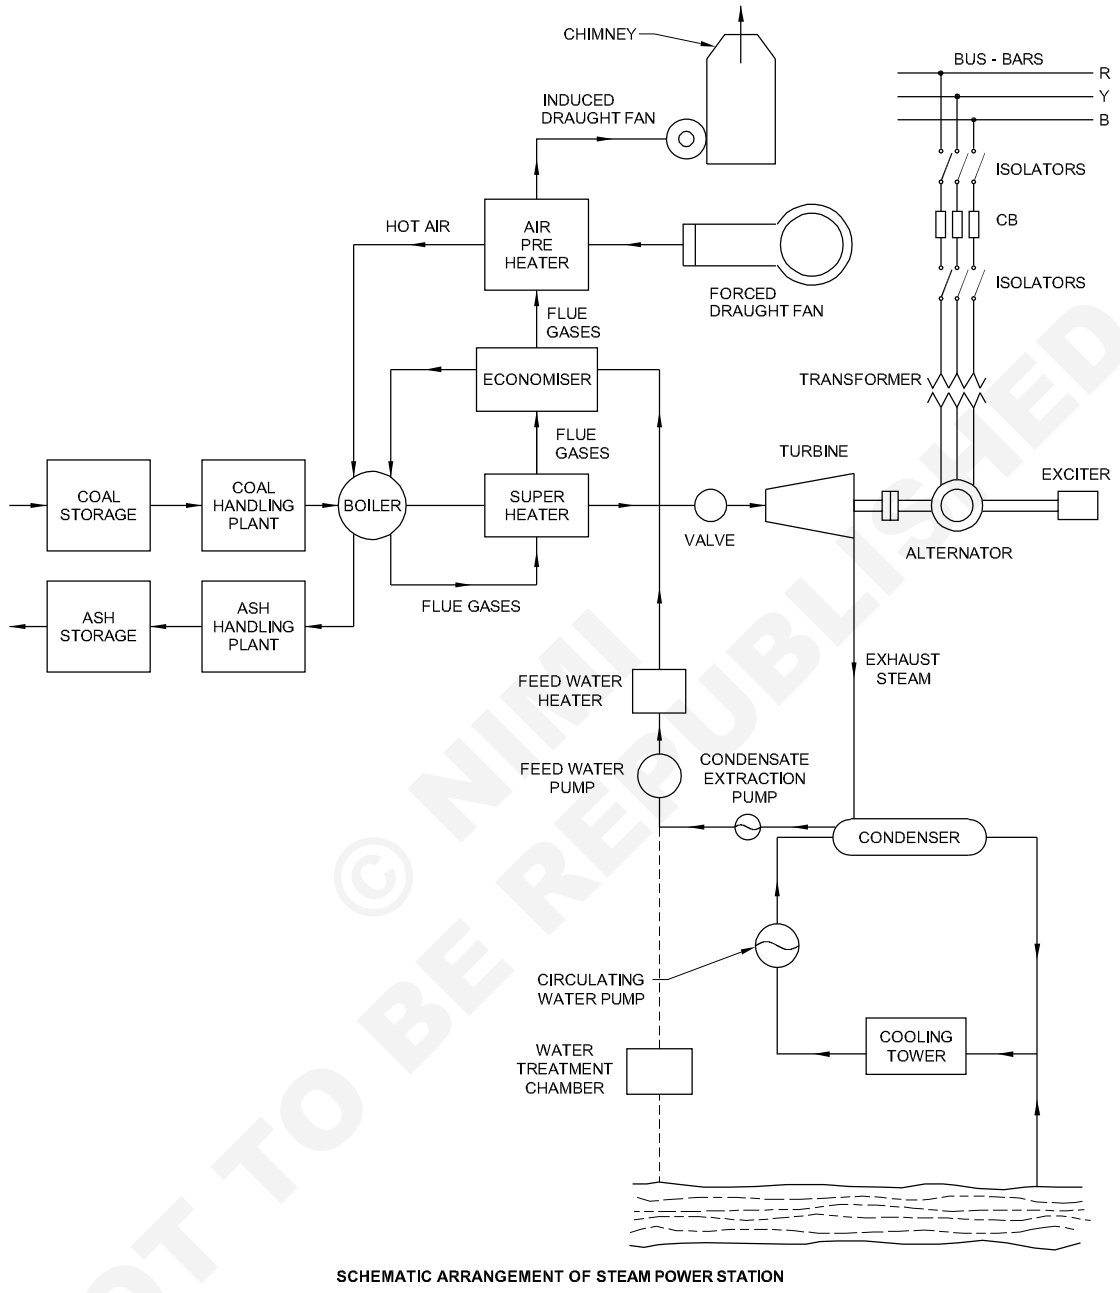 CHIMNEY
BUS - BARS
R
Y
B
INDUCED
DRAUGHT FAN
ISOLATORS
CB
HOT AIR
AIR
PRE
HEATER
ISOLATORS
FORCED
DRAUGHT FAN
FLUE
GASES
ECONOMISER
TRANSFORMER
FLUE
GASES
TURBINE
EXCITER
COAL
STORAGE
COAL
HANDLING
PLANT
BOILER
SUPER
HEATER
VALVE
ALTERNATOR
FLUE GASES
ASH
STORAGE
ASH
HANDLING
PLANT
EXHAUST
STEAM
FEED WATER
HEATER
FEED WATER
PUMP
CONDENSATE
EXTRACTION
PUMP
CONDENSER
CIRCULATING
WATER PUMP
COOLING
TOWER
WATER
TREATMENT
CHAMBER
SCHEMATIC ARRANGEMENT OF STEAM POWER STATION
© NIMI
NOT TO BE REPUBLISHED